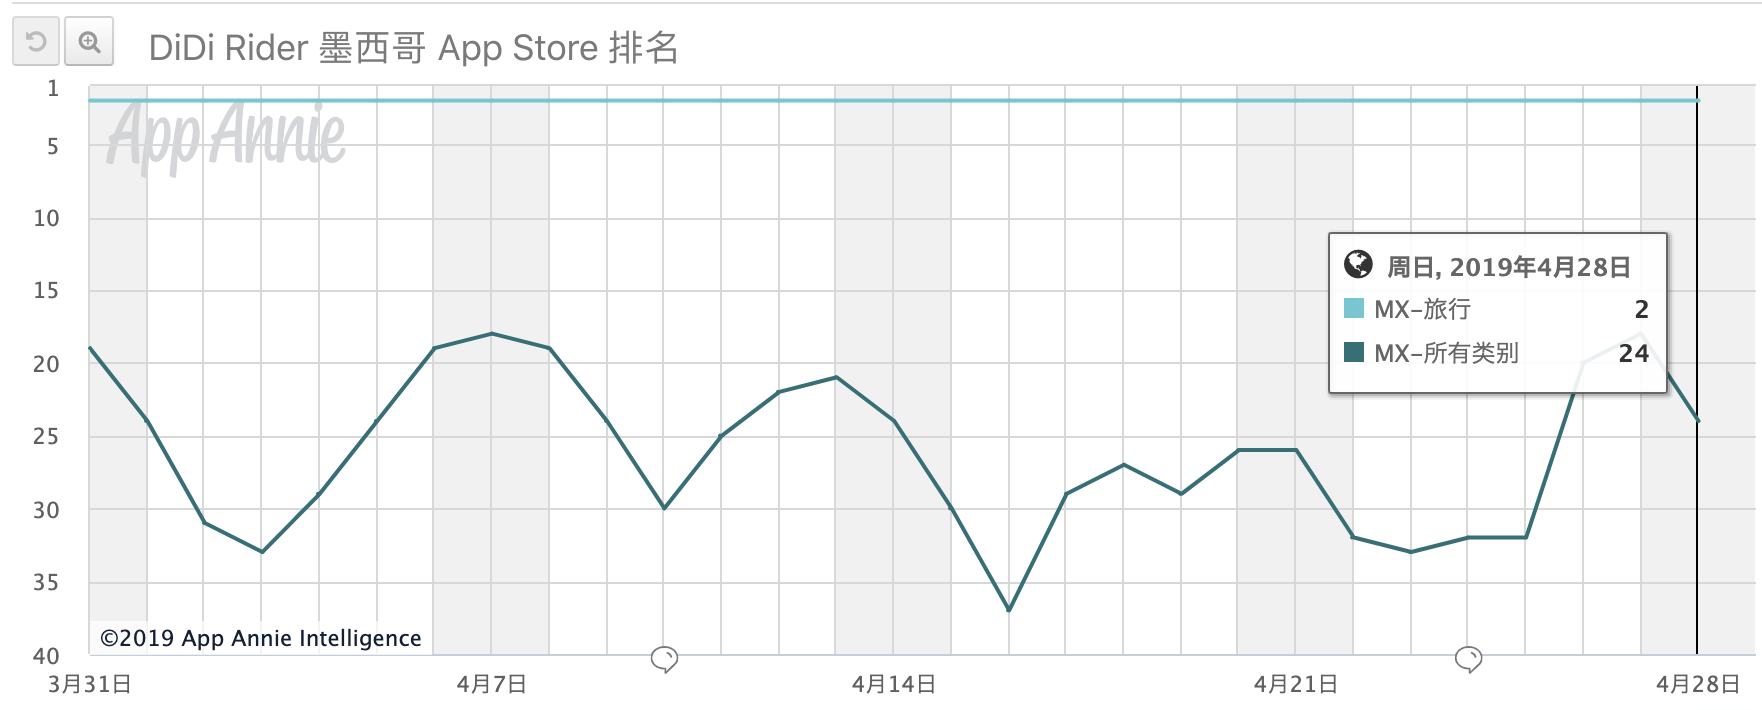 DiDi Rider 墨西哥 App Store 排名
1
App Annie
5
10
15
20
25
30
35
40
周日, 2019年4月28日
MX-旅行 2
MX-所有类别 24
©2019 App Annie Intelligence
3月31日 4月7日 4月14日 4月21日 4月28日